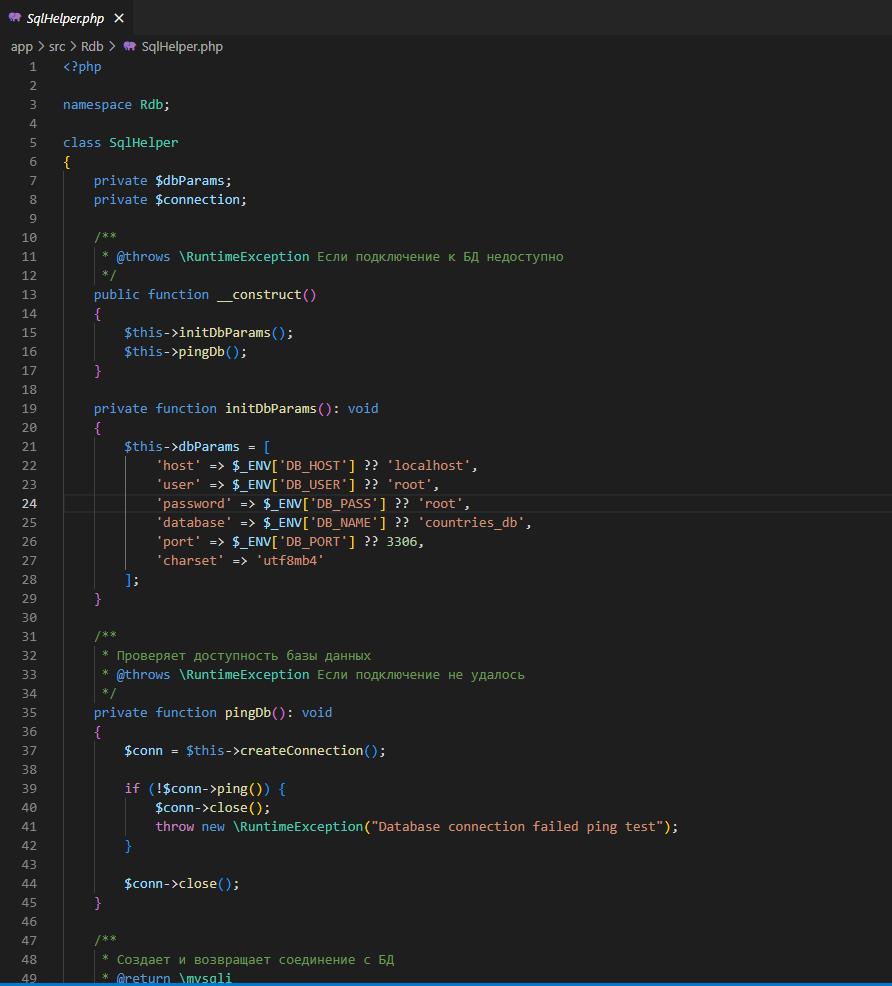 SqlHelper.php ×
app > src > Rdb > SqlHelper.php
1 <?php
2
3 namespace Rdb;
4
5 class SqlHelper
6 {
7 private $dbParams;
8 private $connection;
9
10 /**
11 * @throws \RuntimeException Если подключение к БД недоступно
12 */
13 public function __construct()
14 {
15 $this->initDbParams();
16 $this->pingDb();
17 }
18
19 private function initDbParams(): void
20 {
21 $this->dbParams = [
22 'host' => $_ENV['DB_HOST'] ?? 'localhost',
23 'user' => $_ENV['DB_USER'] ?? 'root',
24 'password' => $_ENV['DB_PASS'] ?? 'root',
25 'database' => $_ENV['DB_NAME'] ?? 'countries_db',
26 'port' => $_ENV['DB_PORT'] ?? 3306,
27 'charset' => 'utf8mb4'
28 ];
29 }
30
31 /**
32 * Проверяет доступность базы данных
33 * @throws \RuntimeException Если подключение не удалось
34 */
35 private function pingDb(): void
36 {
37 $conn = $this->createConnection();
38
39 if (!$conn->ping()) {
40 $conn->close();
41 throw new \RuntimeException("Database connection failed ping test");
42 }
43
44 $conn->close();
45 }
46
47 /**
48 * Создает и возвращает соединение с БД
49 * @return \mysqli